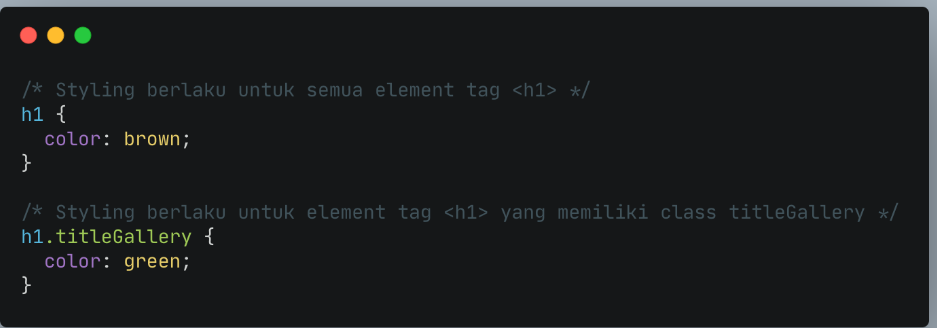 /* Styling berlaku untuk semua element tag <h1> */
h1 {
  color: brown;
}
/* Styling berlaku untuk element tag <h1> yang memiliki class titleGallery */
h1.titleGallery {
  color: green;
}